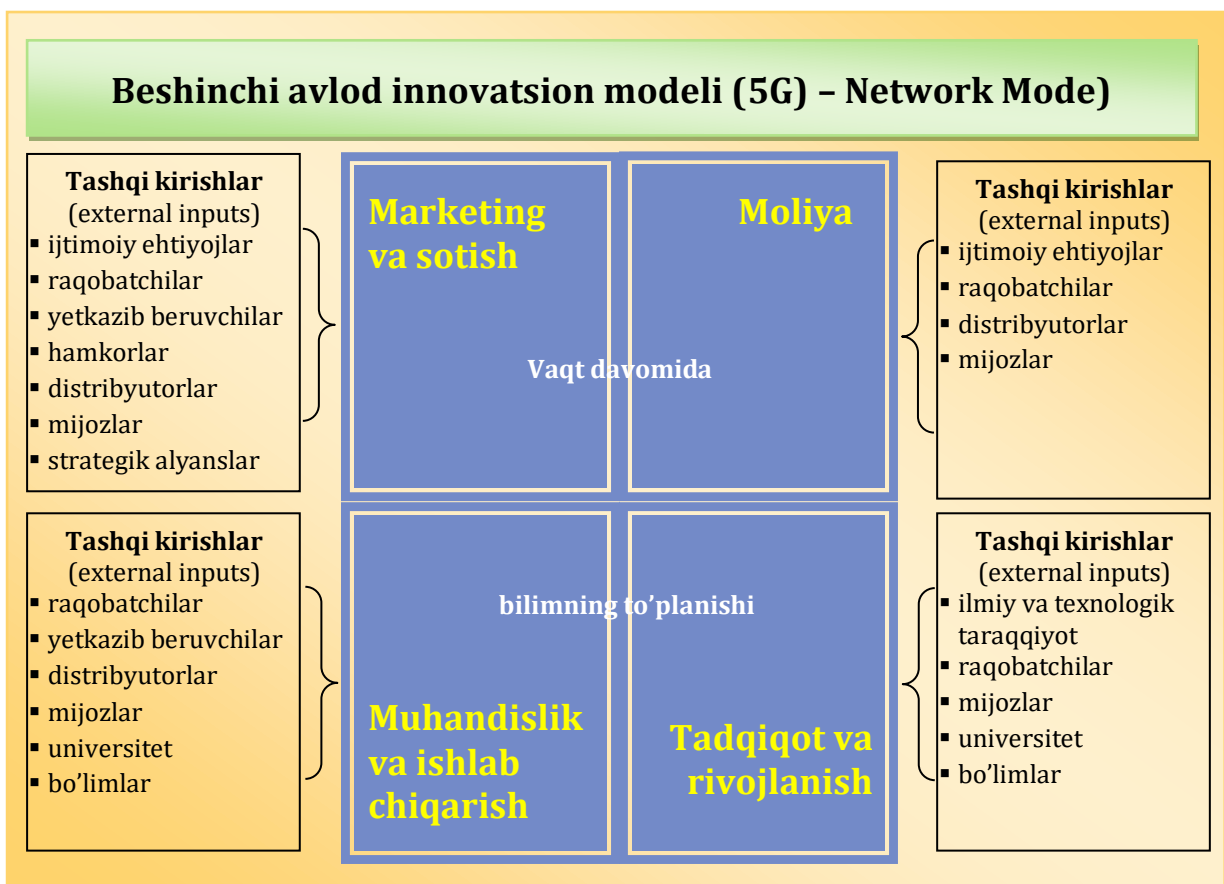 Beshinchi avlod innovatsion modeli (5G) – Network Mode)
Tashqi kirishlar
(external inputs)
▪ ijtimoiy ehtiyojlar
▪ raqobatchilar
▪ yetkazib beruvchilar
▪ hamkorlar
▪ distribyutorlar
▪ mijozlar
▪ strategik alyanslar
Marketing
va sotish
Moliya
Vaqt davomida
Tashqi kirishlar
(external inputs)
▪ ijtimoiy ehtiyojlar
▪ raqobatchilar
▪ distribyutorlar
▪ mijozlar
Tashqi kirishlar
(external inputs)
▪ raqobatchilar
▪ yetkazib beruvchilar
▪ distribyutorlar
▪ mijozlar
▪ universitet
▪ bo’limlar
bilimning to’planishi
Muhandislik
va ishlab
chiqarish
Tadqiqot va
rivojlanish
Tashqi kirishlar
(external inputs)
▪ ilmiy va texnologik
taraqqiyot
▪ raqobatchilar
▪ mijozlar
▪ universitet
▪ bo’limlar